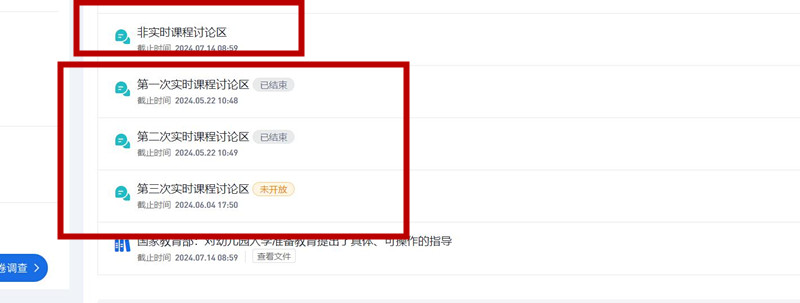 非实时课程讨论区
截止时间 2024.07.14 08:59
第一次实时课程讨论区 已结束
截止时间 2024.05.22 10:48
第二次实时课程讨论区 已结束
截止时间 2024.05.22 10:49
第三次实时课程讨论区 未开放
截止时间 2024.06.04 17:50
国家教育部：对幼儿园入学准备教育提出了具体、可操作的指导
截止时间 2024.07.14 08:59 查看文件
卷调查 >